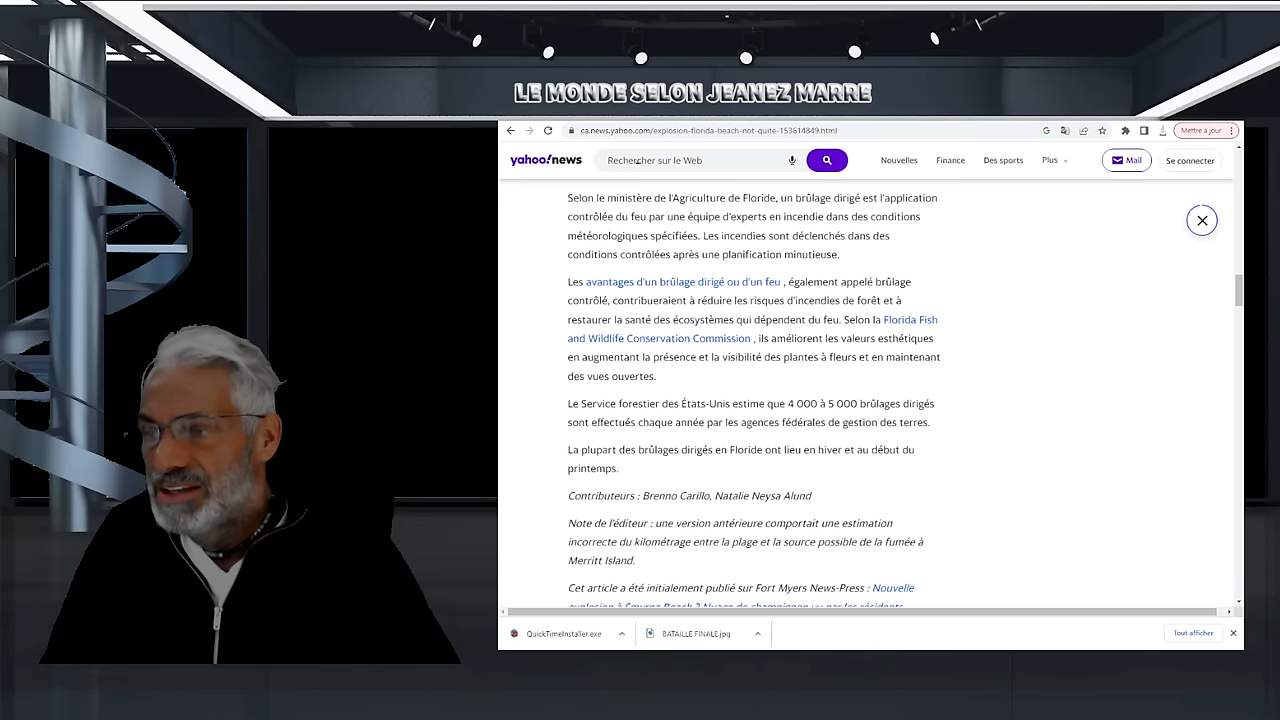 LE MONDE SELON JEANEZ MARRE
ca.news.yahoo.com/explosion-florida-beach-not-quite-153614849.html
Mettre à jour
yahoo!news
Rechercher sur le Web
Nouvelles
Finance
Des sports
Plus
Mail
Se connecter
Selon le ministère de l'Agriculture de Floride, un brûlage dirigé est l'application
contrôlée du feu par une équipe d'experts en incendie dans des conditions
météorologiques spécifiées. Les incendies sont déclenchés dans des
conditions contrôlées après une planification minutieuse.
Les avantages d'un brûlage dirigé ou d'un feu , également appelé brûlage
contrôlé, contribueraient à réduire les risques d'incendies de forêt et à
restaurer la santé des écosystèmes qui dépendent du feu. Selon la Florida Fish
and Wildlife Conservation Commission , ils améliorent les valeurs esthétiques
en augmentant la présence et la visibilité des plantes à fleurs et en maintenant
des vues ouvertes.
Le Service forestier des États-Unis estime que 4 000 à 5 000 brûlages dirigés
sont effectués chaque année par les agences fédérales de gestion des terres.
La plupart des brûlages dirigés en Floride ont lieu en hiver et au début du
printemps.
Contributeurs : Brenno Carillo, Natalie Neysa Alund
Note de l'éditeur : une version antérieure comportait une estimation
incorrecte du kilométrage entre la plage et la source possible de la fumée à
Merritt Island.
Cet article a été initialement publié sur Fort Myers News-Press : Nouvelle
explosion à Smyrna Beach ? Nuage de champignon vu par les résidents
QuickTimeInstaller.exe
BATAILLE FINALE.jpg
Tout afficher